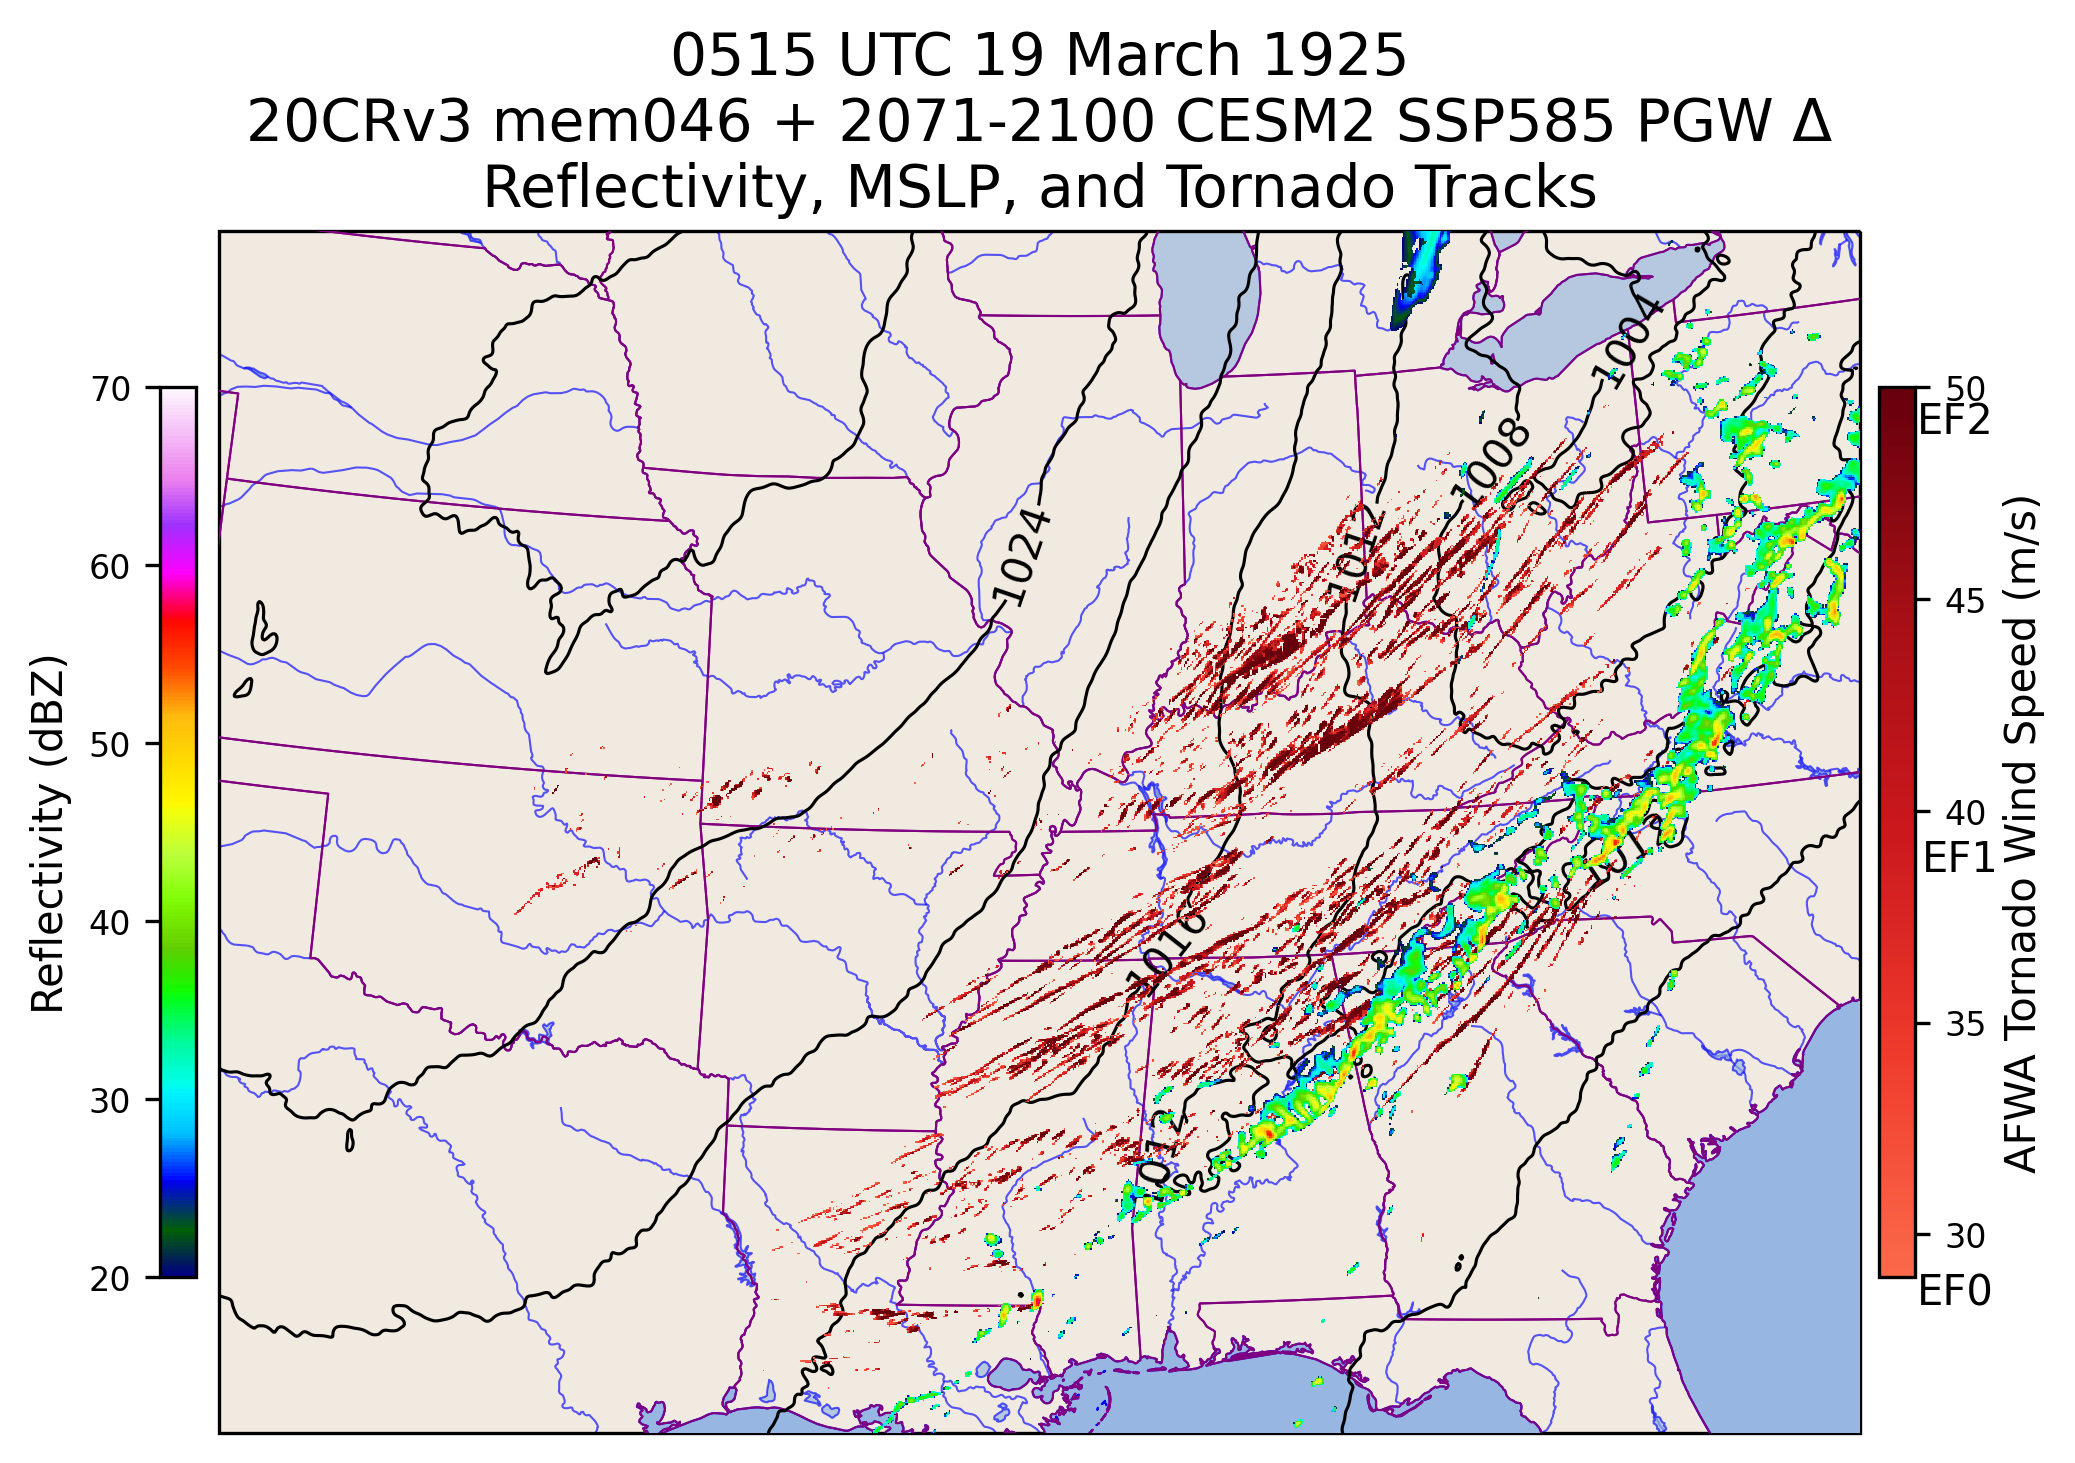 0515 UTC 19 March 1925
20CRv3 mem046 + 2071-2100 CESM2 SSP585 PGW Δ
Reflectivity, MSLP, and Tornado Tracks
Reflectivity (dBZ)
70
60
50
40
30
20
1004
1008
1012
1024
1016
1012
1012
50
EF2
45
40
EF1
35
30
EF0
AFWA Tornado Wind Speed (m/s)